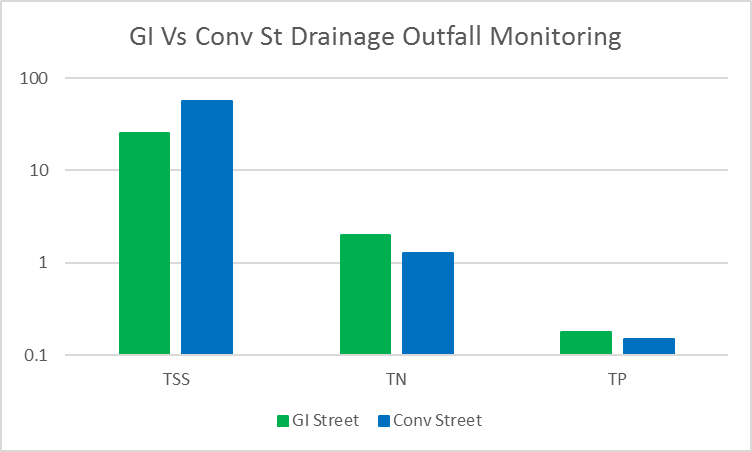 GI Vs Conv St Drainage Outfall Monitoring
100
10
1
0.1
TSS TN TP
GI Street Conv Street